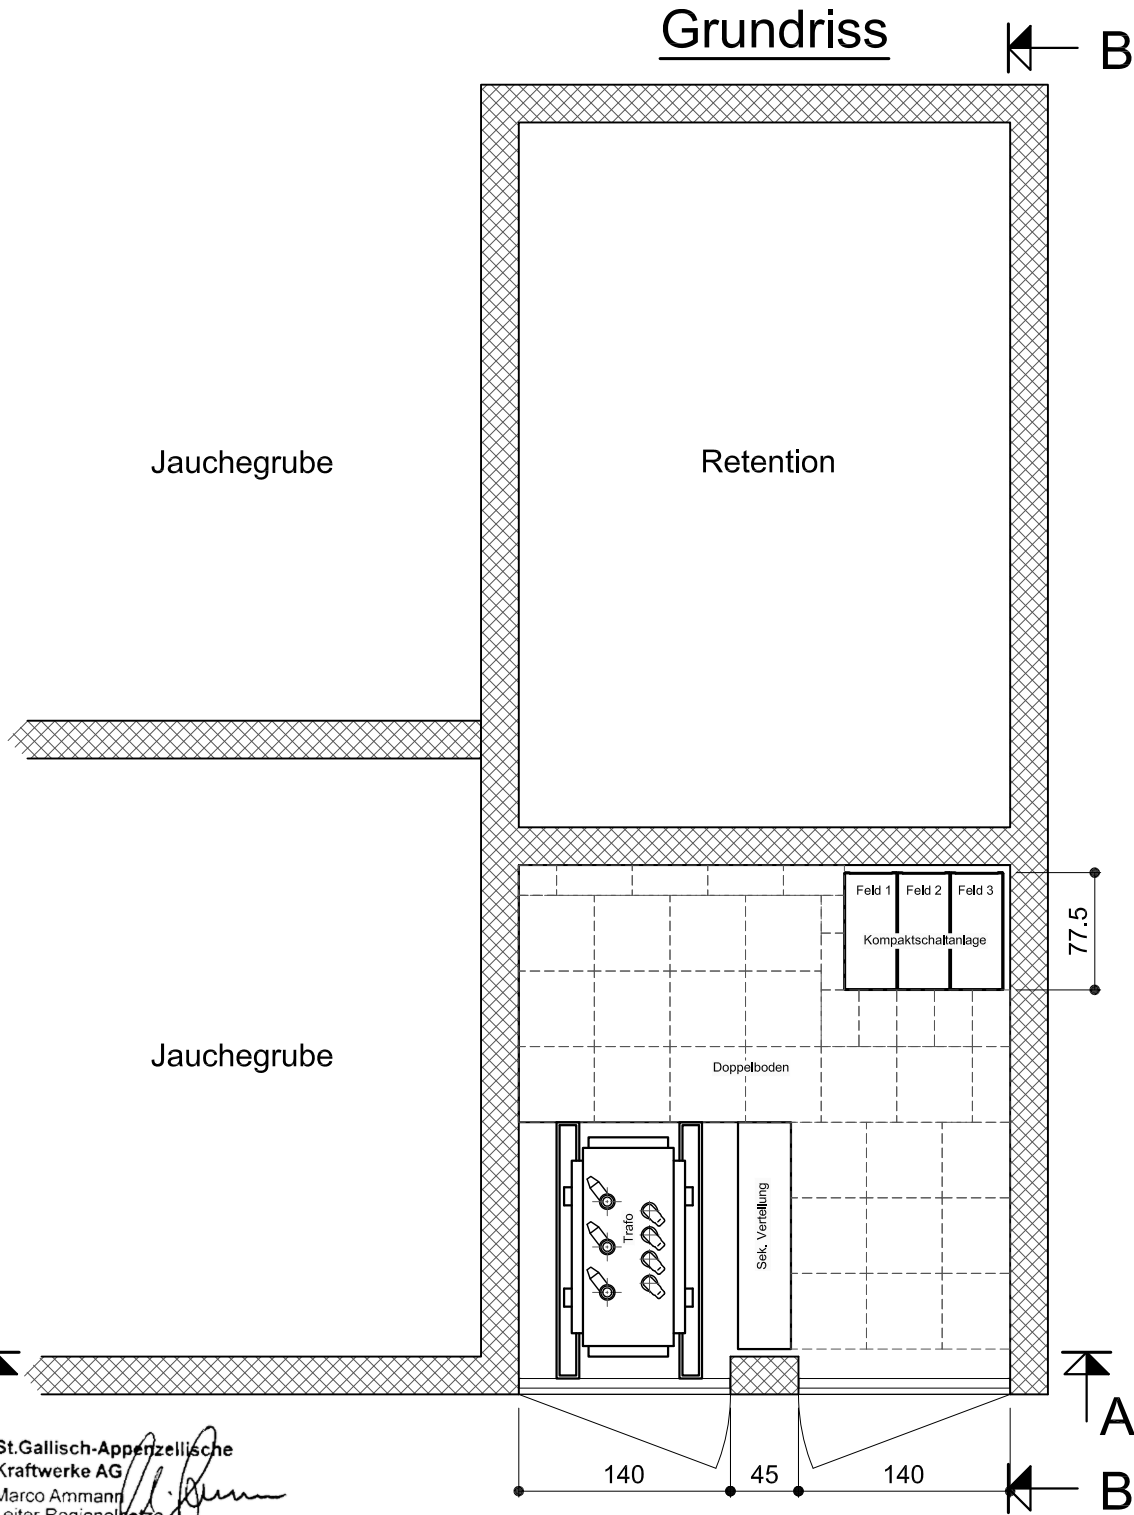 Grundriss
B
Jauchegrube
Retention
Feld 1
Feld 2
Feld 3
Kompaktschaltanlage
77.5
Jauchegrube
Doppelboden
Trafo
Sek. Verteilung
A
St.Gallisch-Appenzellische
Kraftwerke AG
Marco Ammann
140
45
140
B